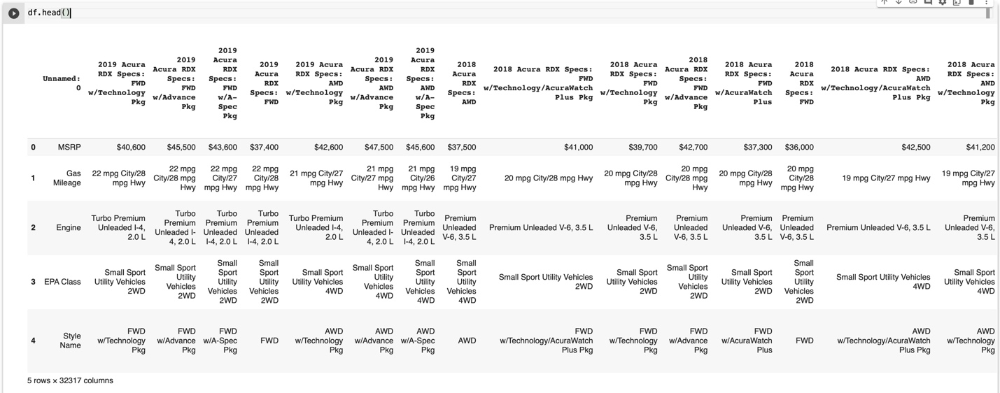 df.head()
Unnamed:
0
2019 Acura
RDX Specs:
FWD
w/Technology
Pkg
2019
Acura RDX
Specs:
FWD
w/Advance
Pkg
2019
Acura
RDX
Specs:
FWD
w/A-
Spec
Pkg
2019
Acura
RDX
Specs:
FWD
2019 Acura
RDX Specs:
AWD
w/Technology
Pkg
2019
Acura RDX
Specs:
AWD
w/Advance
Pkg
2019
Acura
RDX
Specs:
AWD
w/A-
Spec
Pkg
2018
Acura
RDX
Specs:
AWD
2018 Acura RDX Specs:
FWD
w/Technology/AcuraWatch
Plus Pkg
2018 Acura
RDX Specs:
FWD
w/Technology
Pkg
2018
Acura RDX
Specs:
FWD
w/Advance
Pkg
2018 Acura
RDX Specs:
FWD
w/AcuraWatch
Plus
2018
Acura
RDX
Specs:
FWD
2018 Acura RDX Specs:
AWD
w/Technology/AcuraWatch
Plus Pkg
2018 Acura
RDX Specs:
AWD
w/Technology
Pkg
0
MSRP
$40,600
$45,500
$43,600
$37,400
$42,600
$47,500
$45,600
$37,500
$41,000
$39,700
$42,700
$37,300
$36,000
$42,500
$41,200
1
Gas
Mileage
22 mpg City/28
mpg Hwy
22 mpg
City/28 mpg
Hwy
22 mpg
City/27
mpg Hwy
22 mpg
City/28
mpg Hwy
21 mpg City/27
mpg Hwy
21 mpg
City/27 mpg
Hwy
21 mpg
City/26
mpg Hwy
19 mpg
City/27
mpg Hwy
20 mpg City/28 mpg Hwy
20 mpg City/28
mpg Hwy
20 mpg
City/28 mpg
Hwy
20 mpg City/28
mpg Hwy
20 mpg
City/28
mpg Hwy
19 mpg City/27 mpg Hwy
19 mpg City/27
mpg Hwy
2
Engine
Turbo Premium
Unleaded I-4,
2.0 L
Turbo
Premium
Unleaded I-
4, 2.0 L
Turbo
Premium
Unleaded
I-4, 2.0 L
Turbo
Premium
Unleaded
I-4, 2.0 L
Turbo Premium
Unleaded I-4,
2.0 L
Turbo
Premium
Unleaded I-
4, 2.0 L
Turbo
Premium
Unleaded
I-4, 2.0 L
Premium
Unleaded
V-6, 3.5 L
Premium Unleaded V-6, 3.5 L
Premium
Unleaded V-6,
3.5 L
Premium
Unleaded
V-6, 3.5 L
Premium
Unleaded V-6,
3.5 L
Premium
Unleaded
V-6, 3.5 L
Premium Unleaded V-6, 3.5 L
Premium
Unleaded V-6,
3.5 L
3
EPA Class
Small Sport
Utility Vehicles
2WD
Small Sport
Utility
Vehicles
2WD
Small
Sport
Utility
Vehicles
2WD
Small
Sport
Utility
Vehicles
2WD
Small Sport
Utility Vehicles
4WD
Small Sport
Utility
Vehicles
4WD
Small
Sport
Utility
Vehicles
4WD
Small
Sport
Utility
Vehicles
4WD
Small Sport Utility Vehicles
2WD
Small Sport
Utility Vehicles
2WD
Small Sport
Utility
Vehicles
2WD
Small Sport
Utility Vehicles
2WD
Small
Sport
Utility
Vehicles
2WD
Small Sport Utility Vehicles
4WD
Small Sport
Utility Vehicles
4WD
4
Style
Name
FWD
w/Technology
Pkg
FWD
w/Advance
Pkg
FWD
w/A-Spec
Pkg
FWD
AWD
w/Technology
Pkg
AWD
w/Advance
Pkg
AWD
w/A-Spec
Pkg
AWD
FWD
w/Technology/AcuraWatch
Plus Pkg
FWD
w/Technology
Pkg
FWD
w/Advance
Pkg
FWD
w/AcuraWatch
Plus
FWD
AWD
w/Technology/AcuraWatch
Plus Pkg
AWD
w/Technology
Pkg
5 rows × 32317 columns